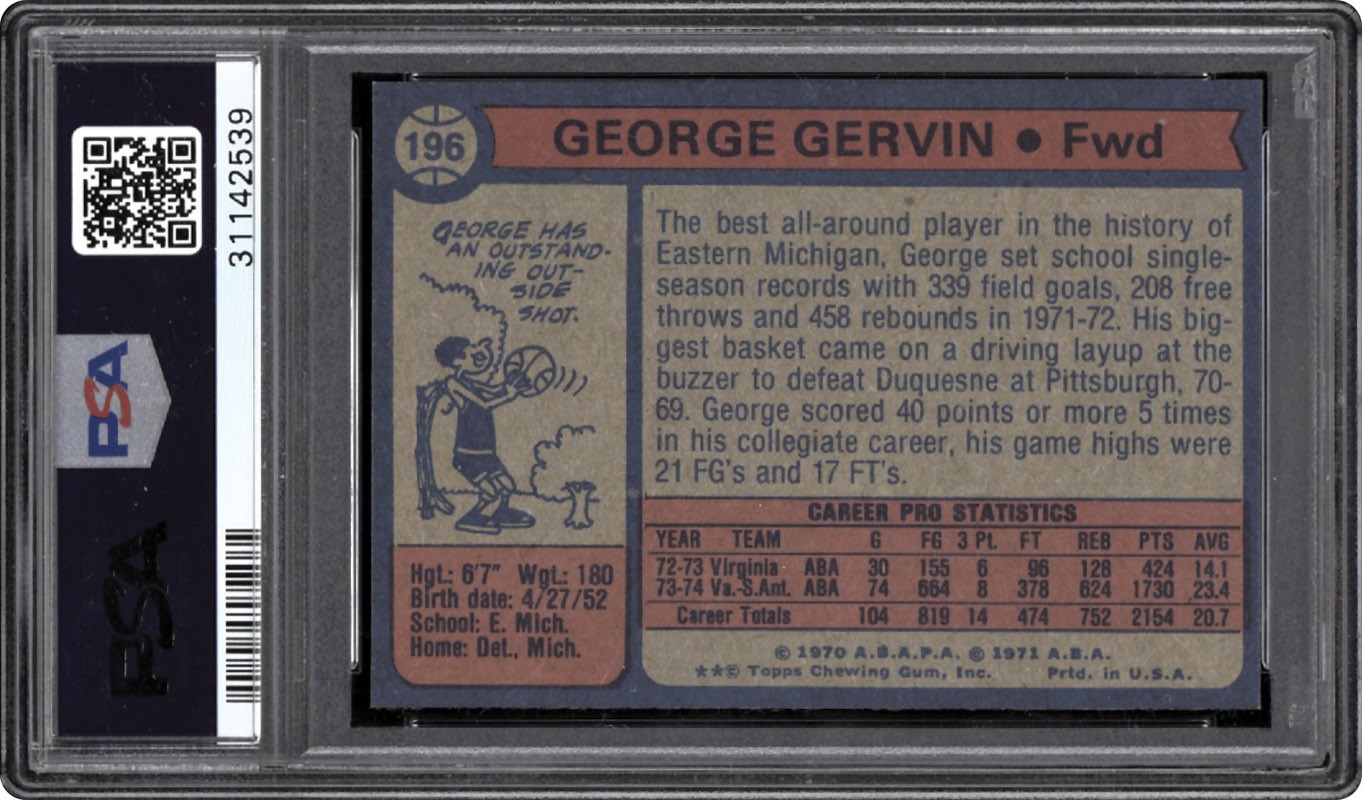 PSA
31142539
PSA
196
GEORGE GERVIN • Fwd
GEORGE HAS
AN OUTSTAND-
ING OUT-
SIDE
SHOT.
The best all-around player in the history of
Eastern Michigan, George set school single-
season records with 339 field goals, 208 free
throws and 458 rebounds in 1971-72. His big-
gest basket came on a driving layup at the
buzzer to defeat Duquesne at Pittsburgh, 70-
69. George scored 40 points or more 5 times
in his collegiate career, his game highs were
21 FG's and 17 FT's.
Hgt.: 6'7" Wgt.: 180
Birth date: 4/27/52
School: E. Mich.
Home: Det., Mich.
CAREER PRO STATISTICS
YEAR TEAM G FG 3 Pt. FT REB PTS AVG
72-73 Virginia ABA 30 155 6 96 128 424 14.1
73-74 Va.-S.Ant. ABA 74 664 8 378 624 1730 23.4
Career Totals 104 819 14 474 752 2154 20.7
© 1970 A.B.A.P.A. © 1971 A.B.A.
**© Topps Chewing Gum, Inc. Prtd. in U.S.A.